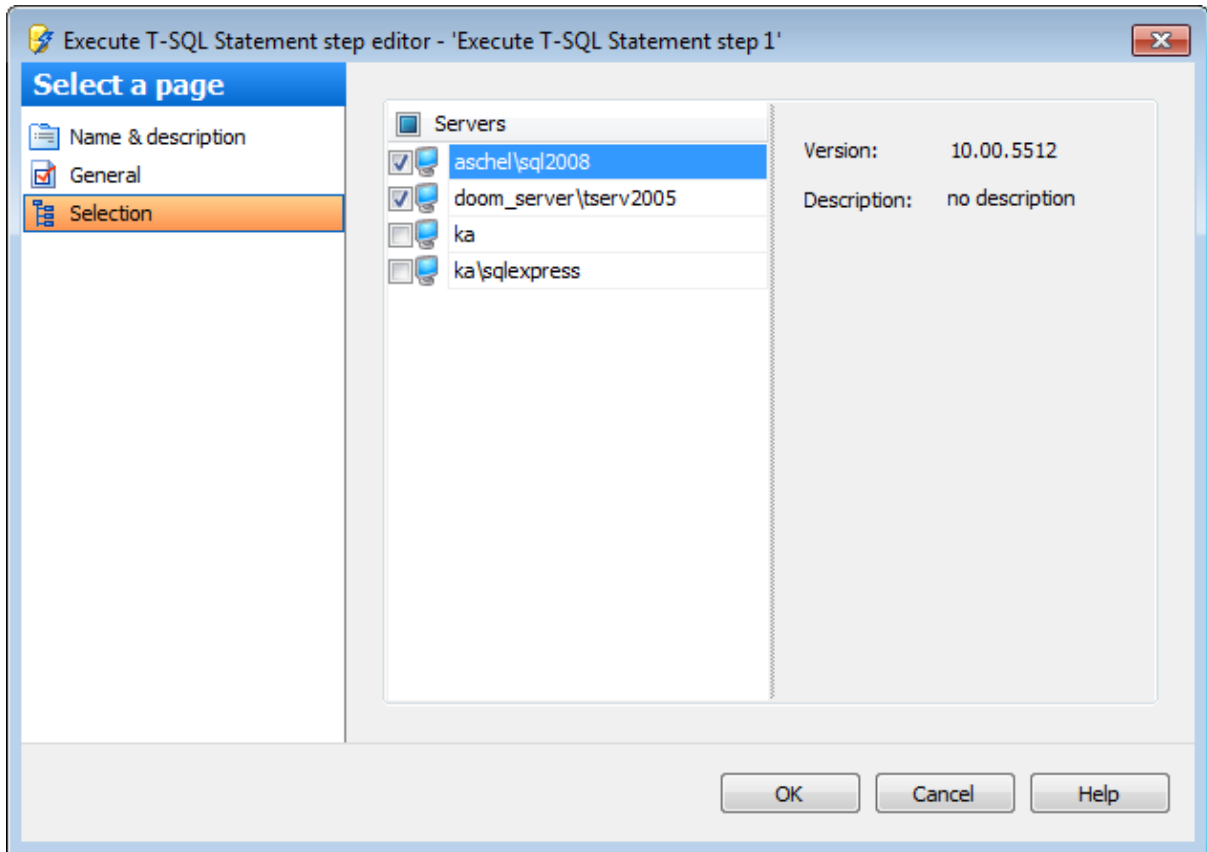 Execute T-SQL Statement step editor - 'Execute T-SQL Statement step 1'
Select a page
Name & description
General
Selection
Servers
aschel\sql2008
doom_server\tserv2005
ka
ka\sqlexpress
Version: 10.00.5512
Description: no description
OK Cancel Help